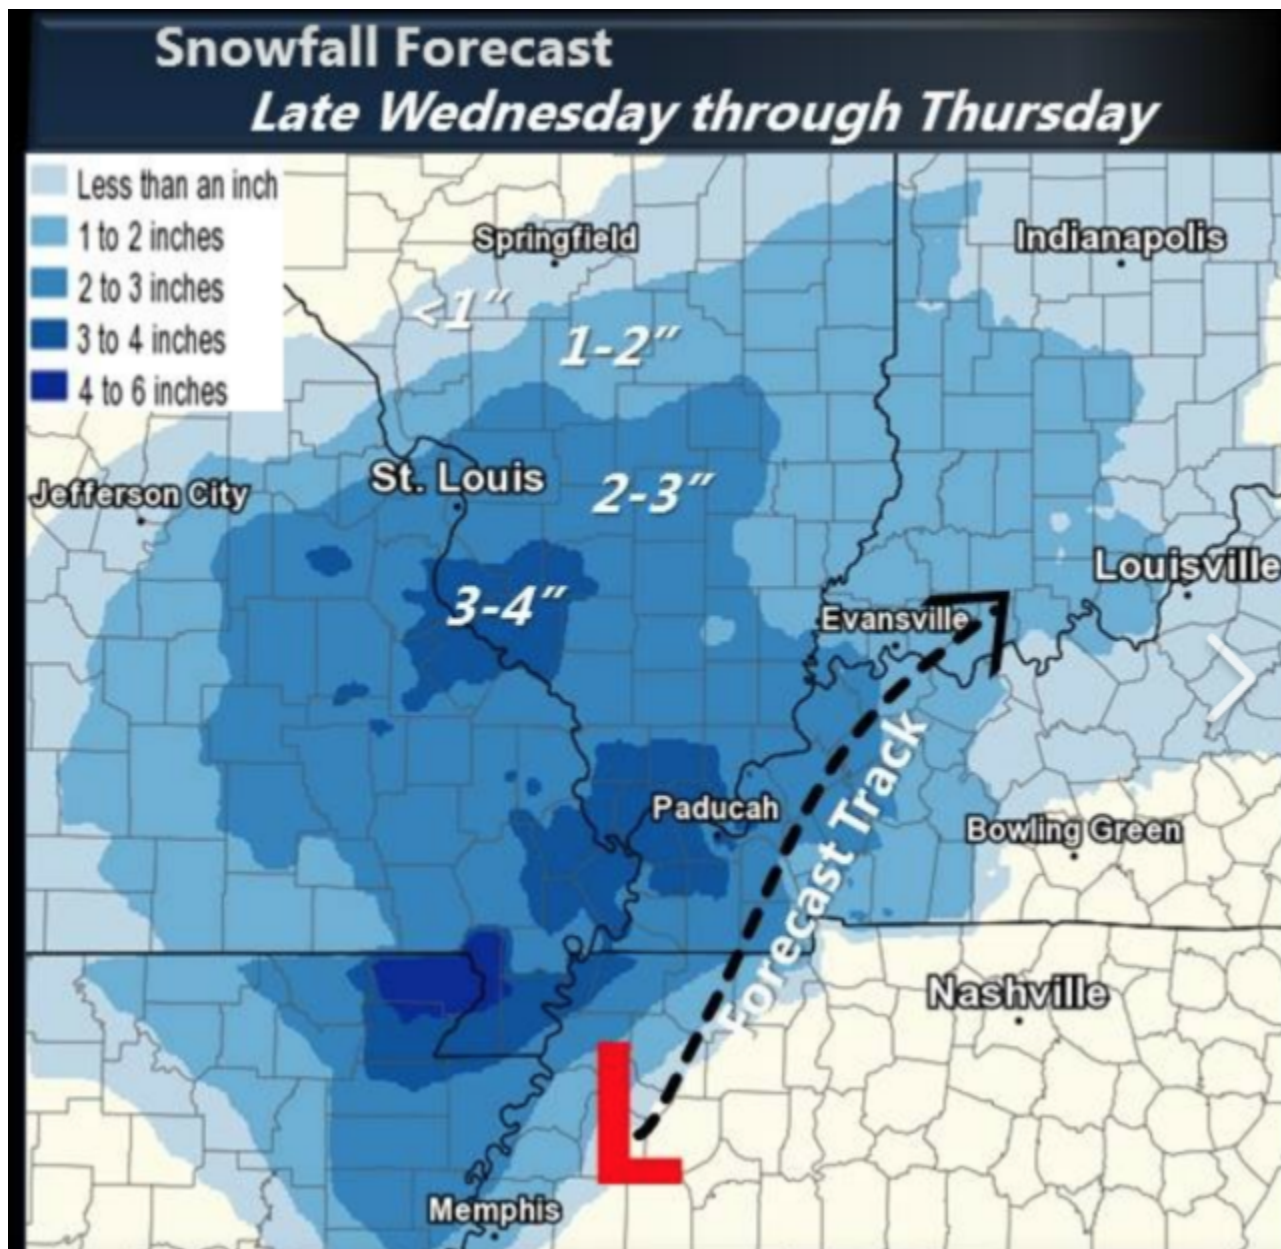 Snowfall Forecast
Late Wednesday through Thursday
Less than an inch
1 to 2 inches
2 to 3 inches
3 to 4 inches
4 to 6 inches
Springfield
Indianapolis
<1"
1-2"
Jefferson City
St. Louis
2-3"
Louisville
3-4"
Evansville
Paducah
Forecast Track
Bowling Green
Nashville
L
Memphis